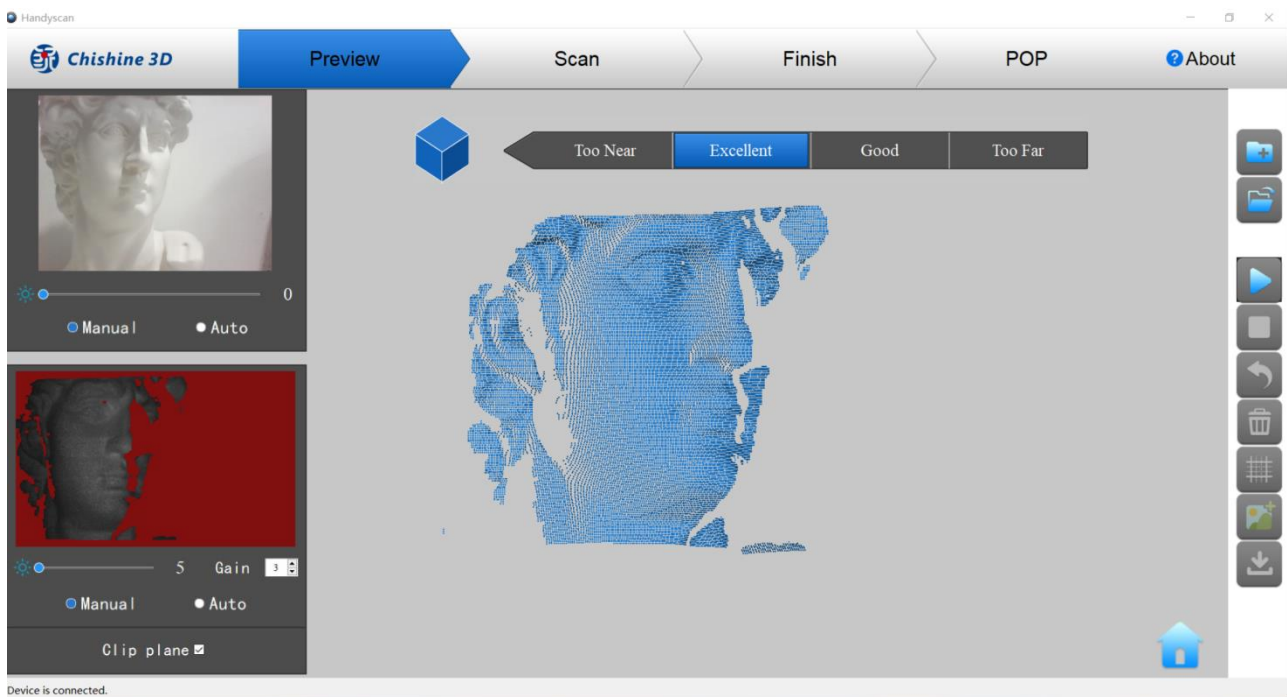 Handyscan
Chishine 3D
Preview
Scan
Finish
POP
? About
Too Near
Excellent
Good
Too Far
0
Manual
Auto
5 Gain 3
Manual
Auto
Clip plane
Device is connected.